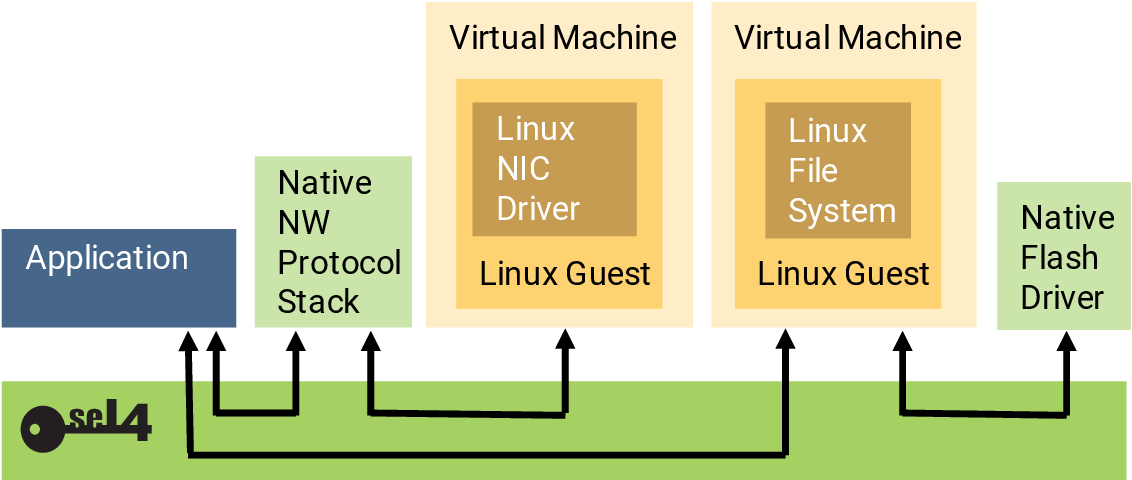 Virtual Machine
Virtual Machine
Linux
NIC
Driver
Linux
File
System
Native
NW
Protocol
Stack
Native
Flash
Driver
Application
Linux Guest
Linux Guest
seL4